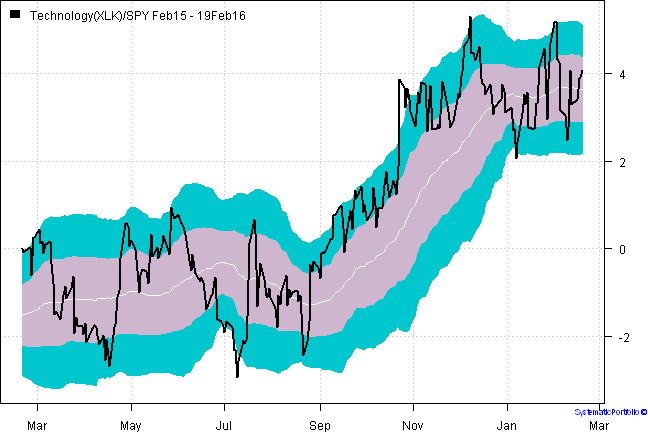 Technology(XLK)/SPY Feb15 - 19Feb16
4
2
0
-2
SystematicPortfolio ©
Mar May Jul Sep Nov Jan Mar